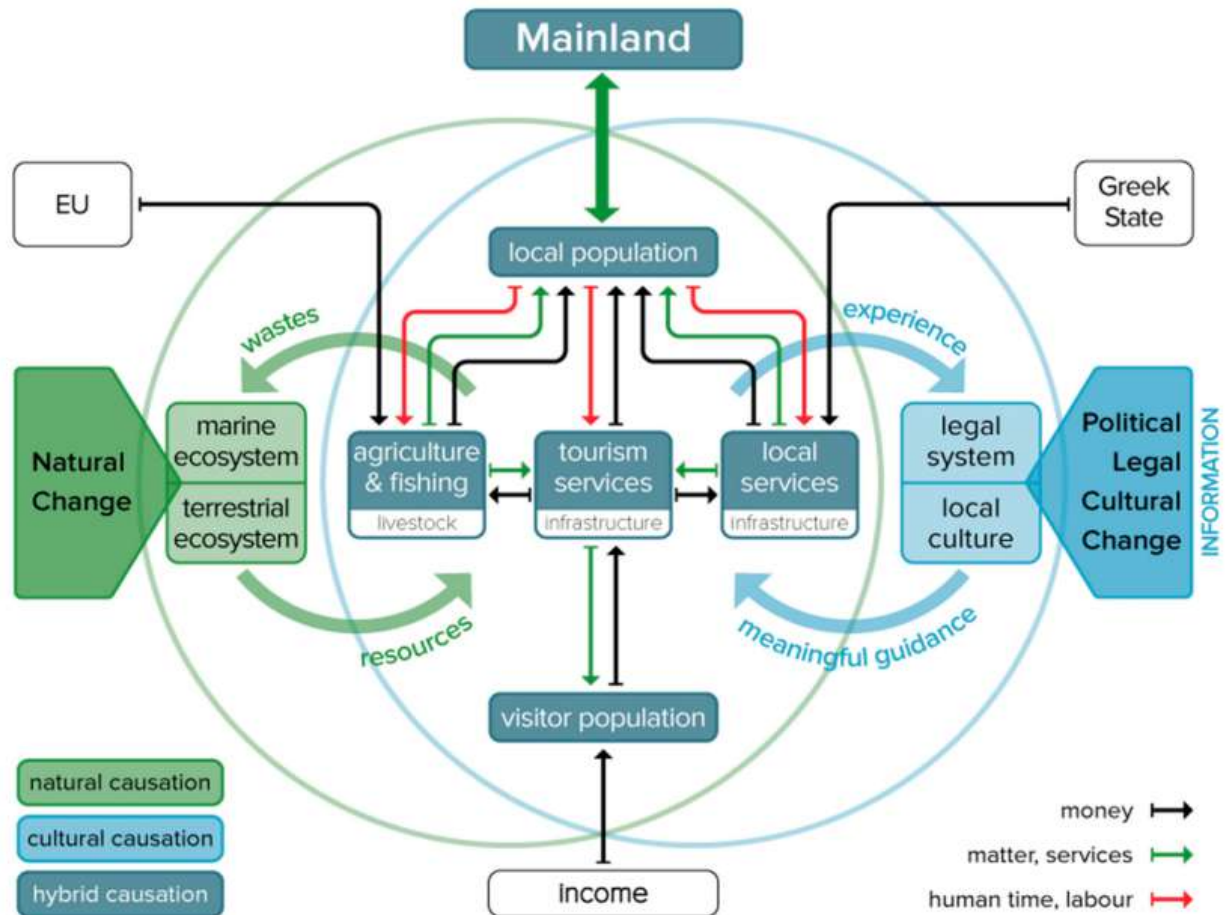 Mainland
EU
Greek
State
local population
wastes
experience
Natural
Change
marine
ecosystem
terrestrial
ecosystem
agriculture
& fishing
livestock
tourism
services
infrastructure
local
services
infrastructure
legal
system
local
culture
Political
Legal
Cultural
Change
INFORMATION
resources
meaningful guidance
visitor population
natural causation
cultural causation
hybrid causation
income
money
matter, services
human time, labour